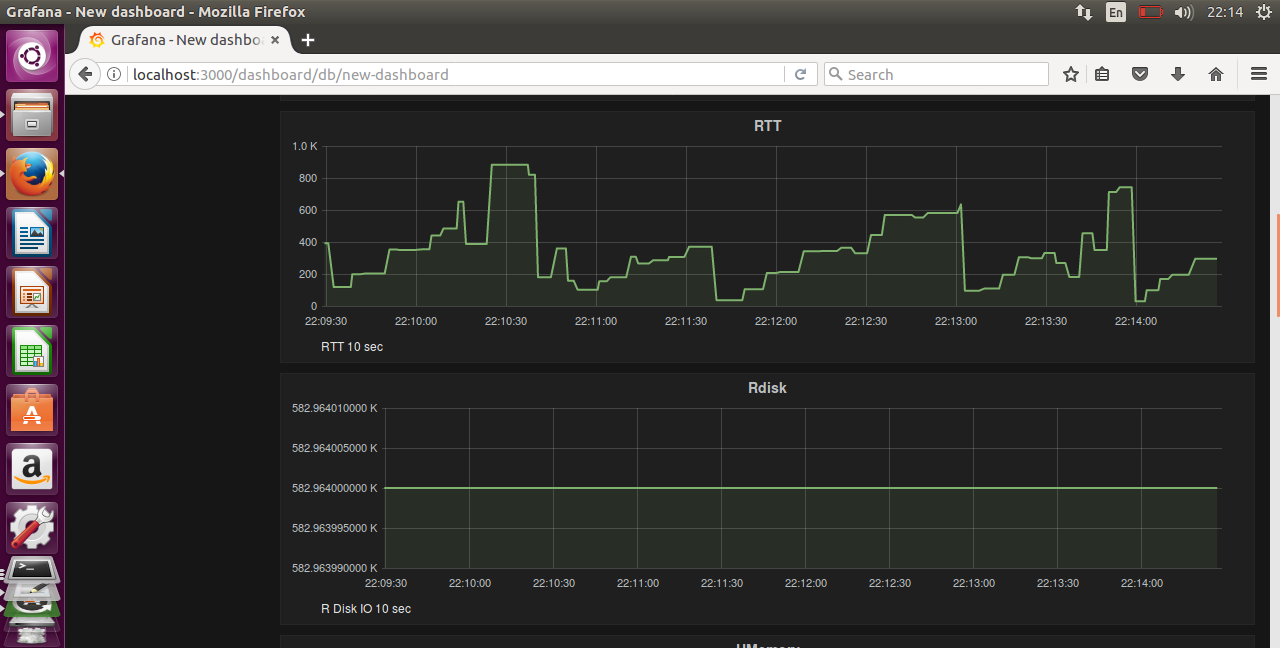 Grafana - New dashboard - Mozilla Firefox
En
22:14
Grafana - New dashbo
localhost:3000/dashboard/db/new-dashboard
Search
RTT
1.0 K
800
600
400
200
0
22:09:30 22:10:00 22:10:30 22:11:00 22:11:30 22:12:00 22:12:30 22:13:00 22:13:30 22:14:00
RTT 10 sec
Rdisk
582.964010000 K
582.964005000 K
582.964000000 K
582.963995000 K
582.963990000 K
22:09:30 22:10:00 22:10:30 22:11:00 22:11:30 22:12:00 22:12:30 22:13:00 22:13:30 22:14:00
R Disk IO 10 sec